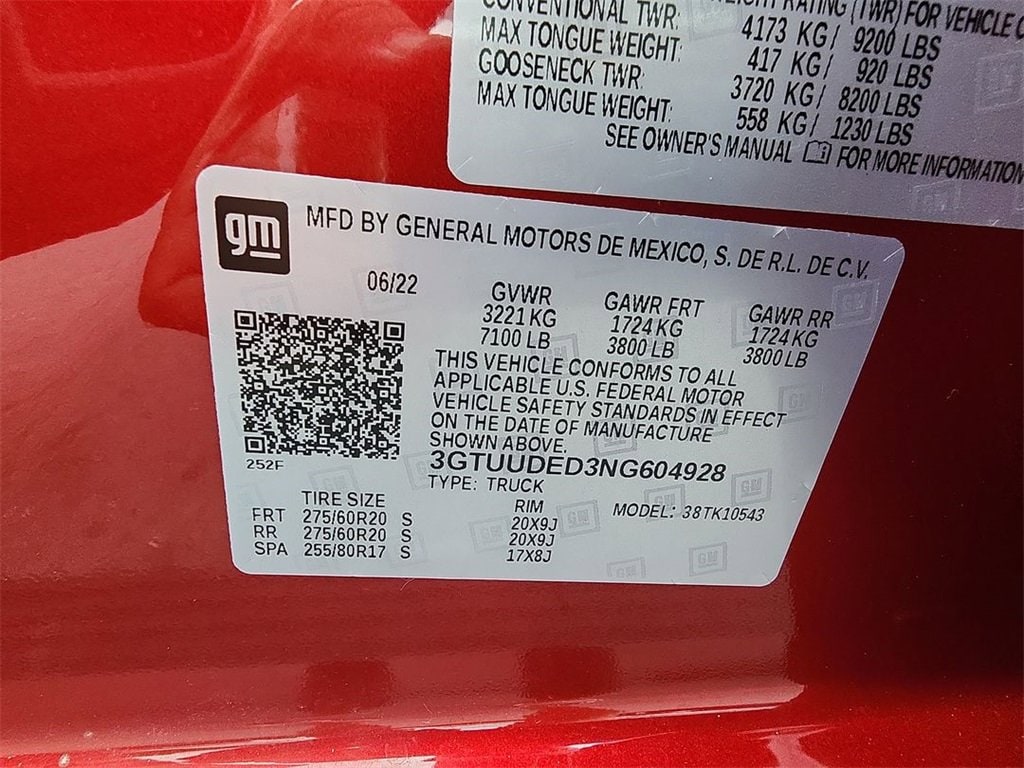 CONVENTIONAL TWR: 4173 KG/ 9200 LBS
MAX TONGUE WEIGHT: 417 KG/ 920 LBS
GOOSENECK TWR: 3720 KG/ 8200 LBS
MAX TONGUE WEIGHT: 558 KG/ 1230 LBS
SEE OWNER'S MANUAL FOR MORE INFORMATION
RATING (TWR) FOR VEHICLE
gm
MFD BY GENERAL MOTORS DE MEXICO, S. DE R.L. DE C.V.
06/22
GVWR GAWR FRT GAWR RR
3221 KG 1724 KG 1724 KG
7100 LB 3800 LB 3800 LB
THIS VEHICLE CONFORMS TO ALL
APPLICABLE U.S. FEDERAL MOTOR
VEHICLE SAFETY STANDARDS IN EFFECT
ON THE DATE OF MANUFACTURE
SHOWN ABOVE.
252F
3GTUUDED3NG604928
TYPE: TRUCK
TIRE SIZE RIM MODEL: 38TK10543
FRT 275/60R20 S 20X9J
RR 275/60R20 S 20X9J
SPA 255/80R17 S 17X8J